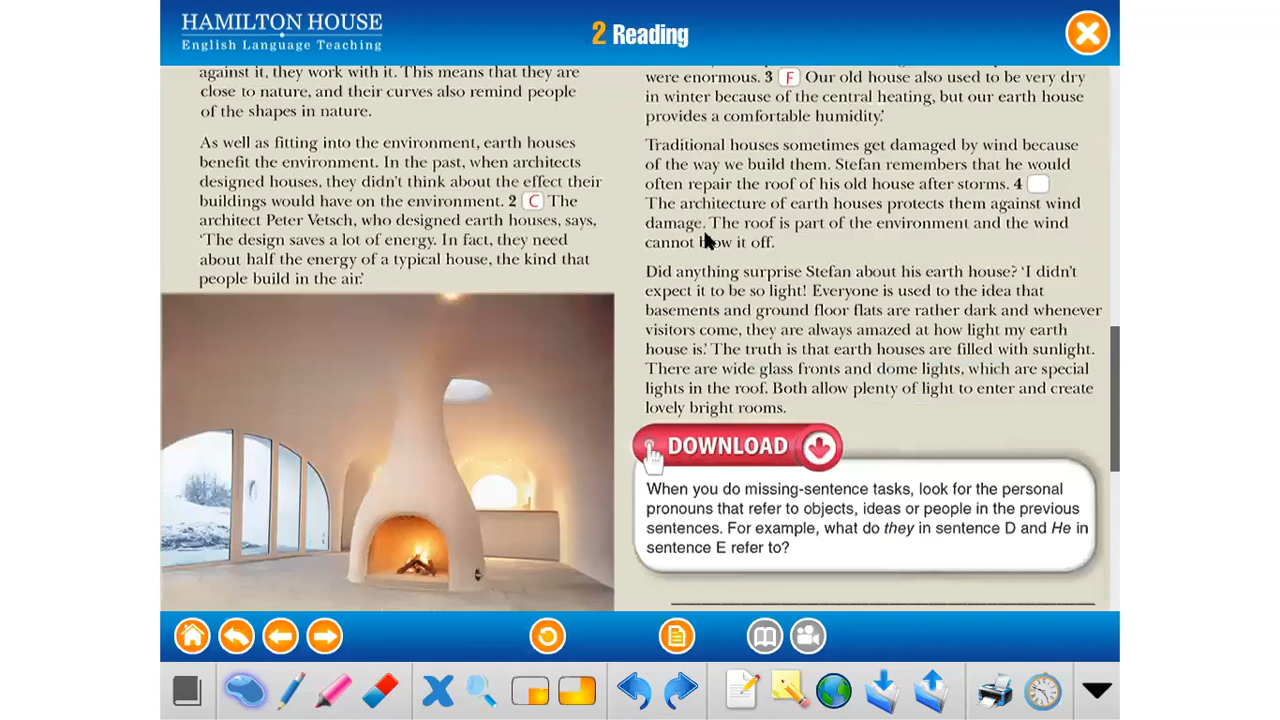 HAMILTON HOUSE
English Language Teaching
2 Reading
against it, they work with it. This means that they are
close to nature, and their curves also remind people
of the shapes in nature.
As well as fitting into the environment, earth houses
benefit the environment. In the past, when architects
designed houses, they didn't think about the effect their
buildings would have on the environment. 2 C The
architect Peter Vetsch, who designed earth houses, says,
'The design saves a lot of energy. In fact, they need
about half the energy of a typical house, the kind that
people build in the air.'
were enormous. 3 F Our old house also used to be very dry
in winter because of the central heating, but our earth house
provides a comfortable humidity.'
Traditional houses sometimes get damaged by wind because
of the way we build them. Stefan remembers that he would
often repair the roof of his old house after storms. 4
The architecture of earth houses protects them against wind
damage. The roof is part of the environment and the wind
cannot blow it off.
Did anything surprise Stefan about his earth house? 'I didn't
expect it to be so light! Everyone is used to the idea that
basements and ground floor flats are rather dark and whenever
visitors come, they are always amazed at how light my earth
house is.' The truth is that earth houses are filled with sunlight.
There are wide glass fronts and dome lights, which are special
lights in the roof. Both allow plenty of light to enter and create
lovely bright rooms.
DOWNLOAD
When you do missing-sentence tasks, look for the personal
pronouns that refer to objects, ideas or people in the previous
sentences. For example, what do they in sentence D and He in
sentence E refer to?